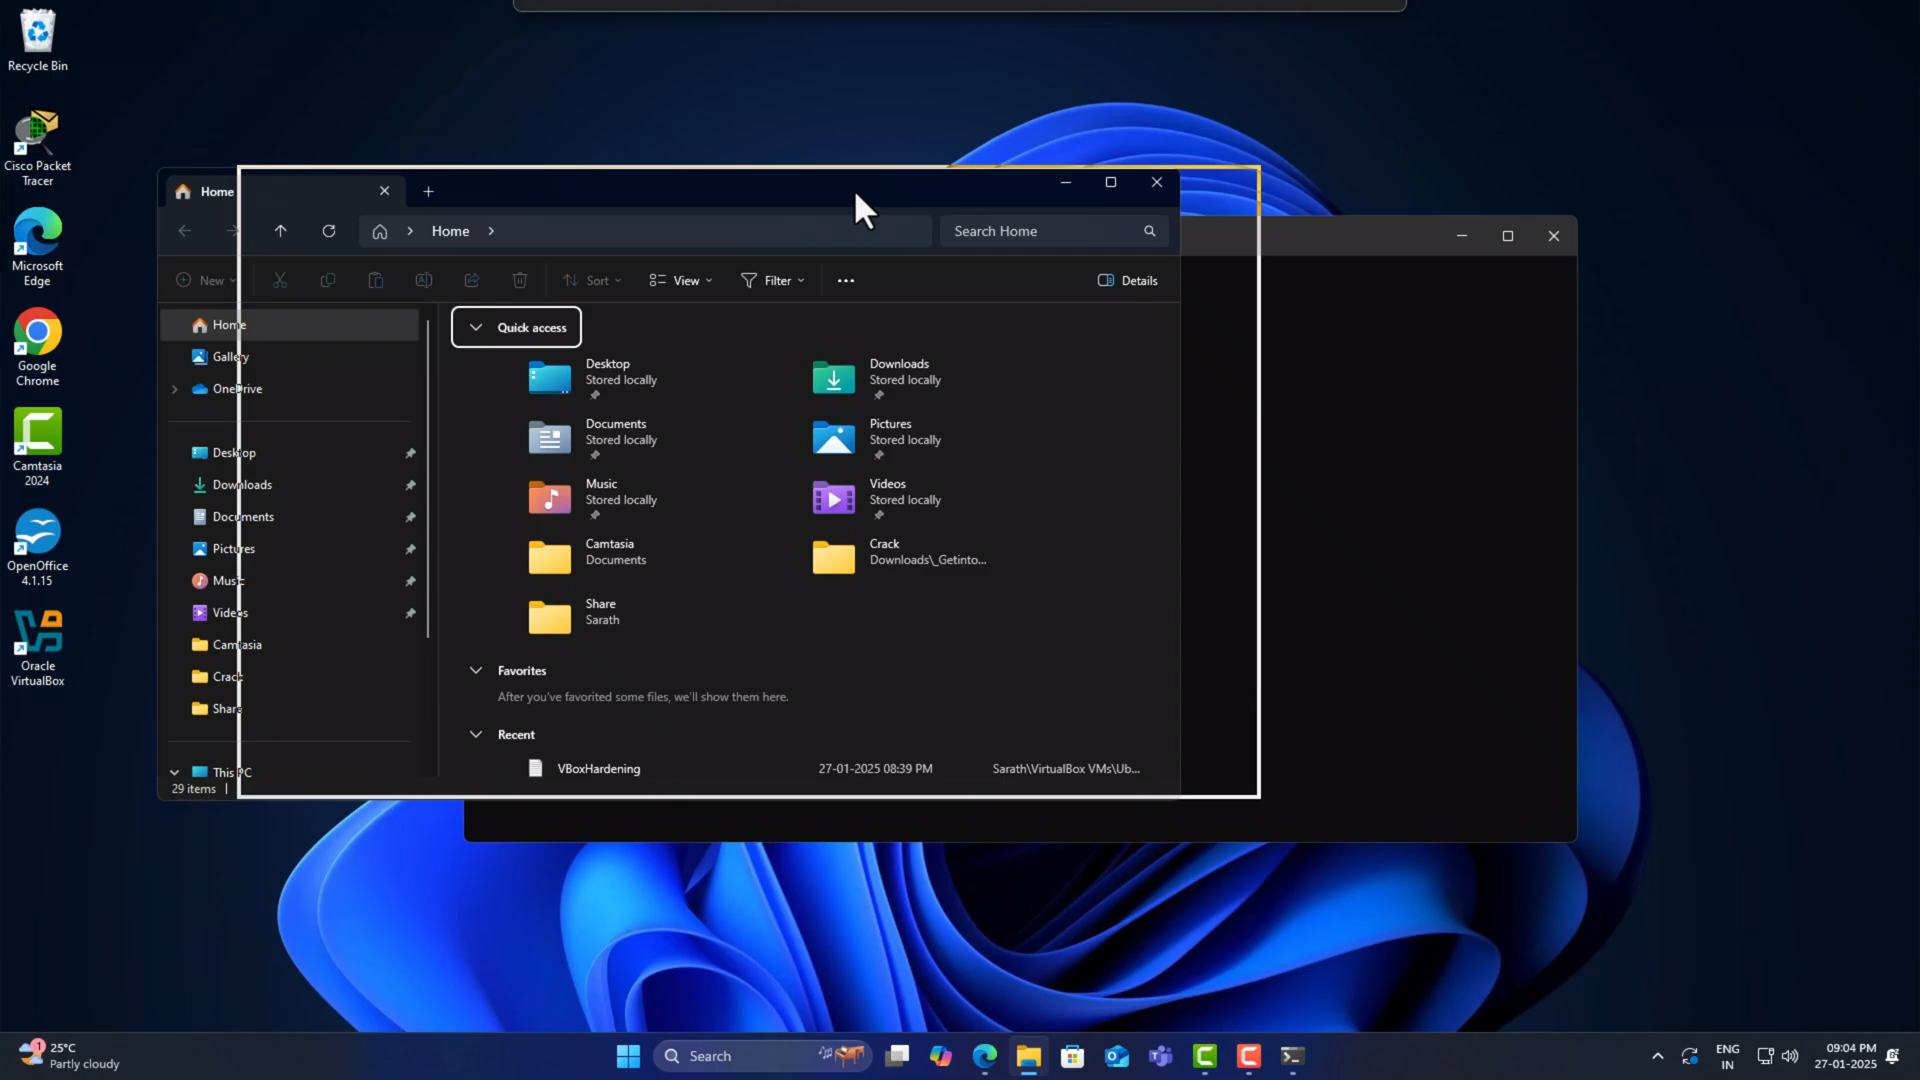 Recycle Bin
Cisco Packet
Tracer
Microsoft
Edge
Google
Chrome
Camtasia
2024
OpenOffice
4.1.15
Oracle
VirtualBox
Home
Home
Search Home
New
Sort
View
Filter
Details
Home
Gallery
OneDrive
Desktop
Downloads
Documents
Pictures
Music
Videos
Camtasia
Crack
Share
This PC
29 items
Quick access
Desktop
Stored locally
Downloads
Stored locally
Documents
Stored locally
Pictures
Stored locally
Music
Stored locally
Videos
Stored locally
Camtasia
Documents
Crack
Downloads\_Getinto...
Share
Sarath
Favorites
After you've favorited some files, we'll show them here.
Recent
VBoxHardening 27-01-2025 08:39 PM Sarath\VirtualBox VMs\Ub...
1
25°C
Partly cloudy
Search
ENG
IN
09:04 PM
27-01-2025